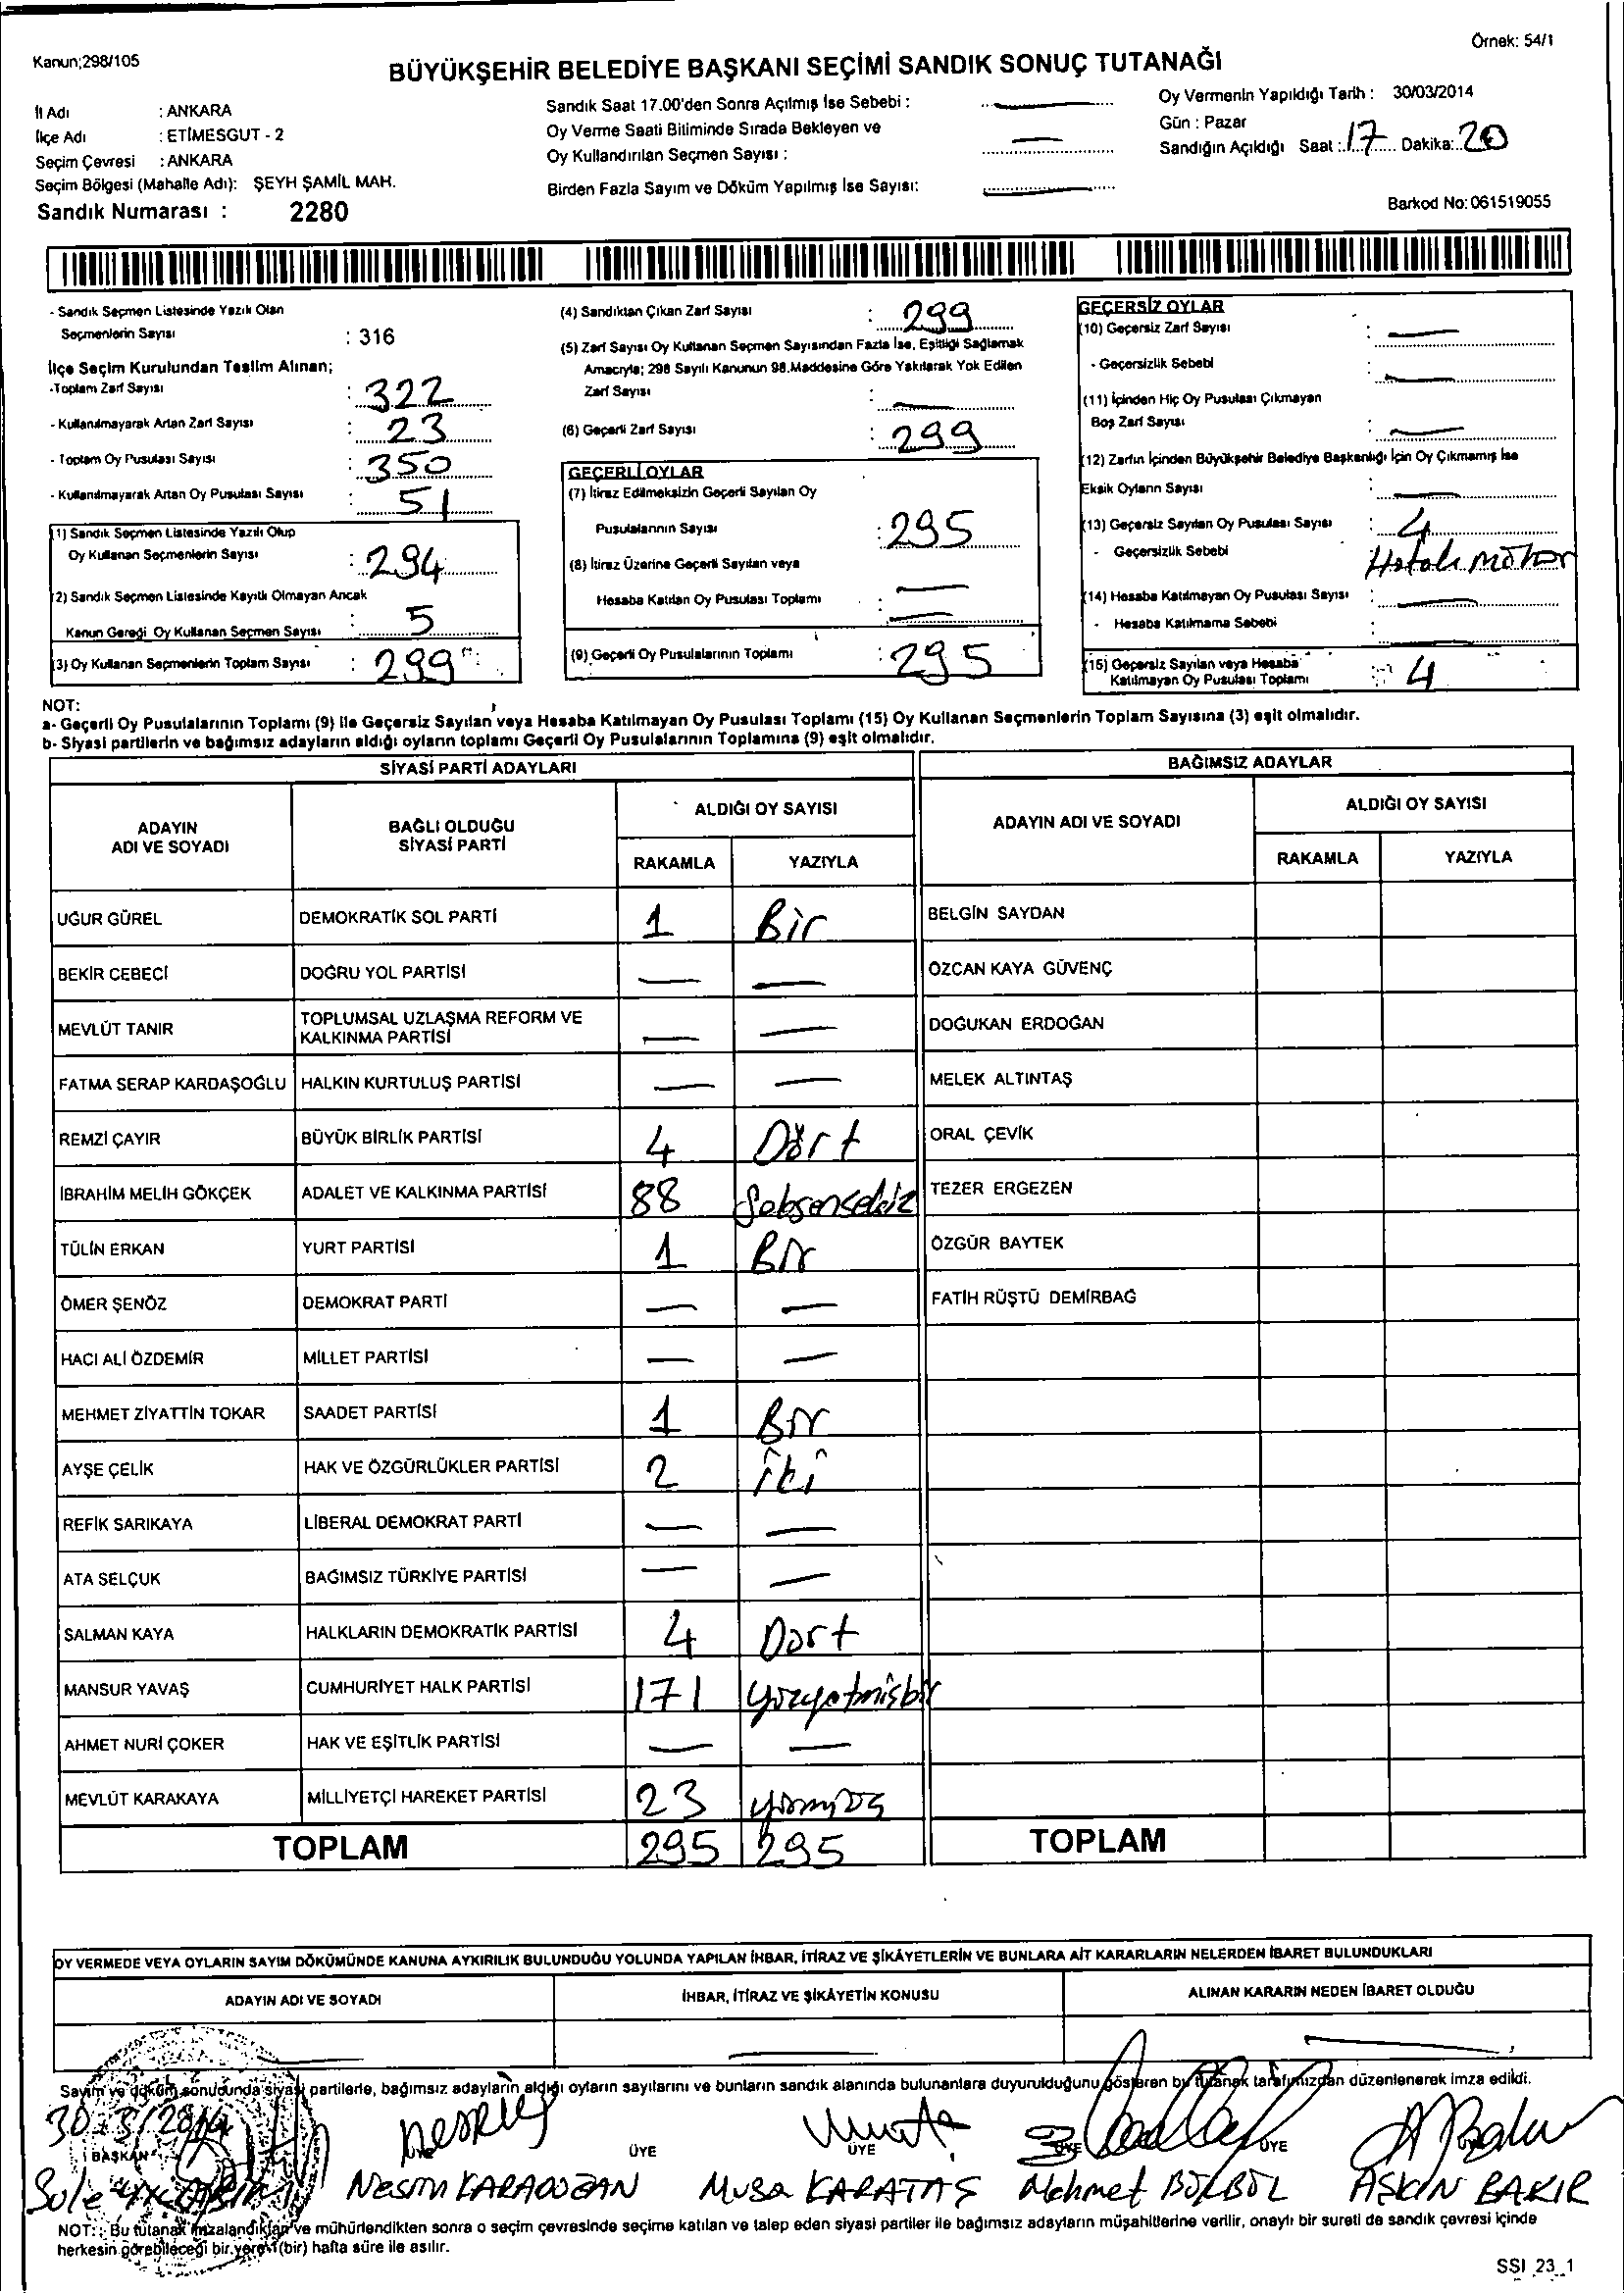 Kanun;298/105
Örnek: 54/1
BÜYÜKŞEHİR BELEDİYE BAŞKANI SEÇİMİ SANDIK SONUÇ TUTANAĞI
İl Adı : ANKARA
İlçe Adı : ETİMESGUT - 2
Seçim Çevresi : ANKARA
Seçim Bölgesi (Mahalle Adı): ŞEYH ŞAMİL MAH.
Sandık Numarası : 2280
Sandık Saat 17.00'den Sonra Açılmış İse Sebebi :
Oy Verme Saati Bitiminde Sırada Bekleyen ve
Oy Kullandırılan Seçmen Sayısı :
Birden Fazla Sayım ve Döküm Yapılmış İse Sayısı:
Oy Vermenin Yapıldığı Tarih : 30/03/2014
Gün : Pazar
Sandığın Açıldığı Saat : 17 Dakika: 20
Barkod No: 061519055
- Sandık Seçmen Listesinde Yazılı Olan
Seçmenlerin Sayısı : 316
İlçe Seçim Kurulundan Teslim Alınan;
-Toplam Zarf Sayısı : 322
- Kullanılmayarak Artan Zarf Sayısı : 23
- Toplam Oy Pusulası Sayısı : 350
- Kullanılmayarak Artan Oy Pusulası Sayısı : 51
(1) Sandık Seçmen Listesinde Yazılı Olup
Oy Kullanan Seçmenlerin Sayısı : 294
(2) Sandık Seçmen Listesinde Kayıtlı Olmayan Ancak
Kanun Gereği Oy Kullanan Seçmen Sayısı : 5
(3) Oy Kullanan Seçmenlerin Toplam Sayısı : 299
(4) Sandıktan Çıkan Zarf Sayısı : 299
(5) Zarf Sayısı Oy Kullanan Seçmen Sayısından Fazla İse, Eşitliği Sağlamak
Amacıyla; 298 Sayılı Kanunun 98.Maddesine Göre Yakılarak Yok Edilen
Zarf Sayısı :
(6) Geçerli Zarf Sayısı : 299
GEÇERLİ OYLAR
(7) İtiraz Edilmeksizin Geçerli Sayılan Oy
Pusulalarının Sayısı : 295
(8) İtiraz Üzerine Geçerli Sayılan veya
Hesaba Katılan Oy Pusulası Toplamı :
(9) Geçerli Oy Pusulalarının Toplamı : 295
GEÇERSİZ OYLAR
(10) Geçersiz Zarf Sayısı :
- Geçersizlik Sebebi :
(11) İçinden Hiç Oy Pusulası Çıkmayan
Boş Zarf Sayısı :
(12) Zarfın İçinden Büyükşehir Belediye Başkanlığı İçin Oy Çıkmamış İse
Eksik Oyların Sayısı :
(13) Geçersiz Sayılan Oy Pusulası Sayısı : 4
- Geçersizlik Sebebi
(14) Hesaba Katılmayan Oy Pusulası Sayısı :
- Hesaba Katılmama Sebebi :
(15) Geçersiz Sayılan veya Hesaba
Katılmayan Oy Pusulası Toplamı : 4
NOT:
a- Geçerli Oy Pusulalarının Toplamı (9) ile Geçersiz Sayılan veya Hesaba Katılmayan Oy Pusulası Toplamı (15) Oy Kullanan Seçmenlerin Toplam Sayısına (3) eşit olmalıdır.
b- Siyasi partilerin ve bağımsız adayların aldığı oyların toplamı Geçerli Oy Pusulalarının Toplamına (9) eşit olmalıdır.
SİYASİ PARTİ ADAYLARI
BAĞIMSIZ ADAYLAR
ADAYIN ADI VE SOYADI
BAĞLI OLDUĞU SİYASİ PARTİ
ALDIĞI OY SAYISI
RAKAMLA YAZIYLA
ADAYIN ADI VE SOYADI
ALDIĞI OY SAYISI
RAKAMLA YAZIYLA
UĞUR GÜREL DEMOKRATİK SOL PARTİ 1 Bir BELGİN SAYDAN
BEKİR CEBECİ DOĞRU YOL PARTİSİ ÖZCAN KAYA GÜVENÇ
MEVLÜT TANIR TOPLUMSAL UZLAŞMA REFORM VE KALKINMA PARTİSİ DOĞUKAN ERDOĞAN
FATMA SERAP KARDAŞOĞLU HALKIN KURTULUŞ PARTİSİ MELEK ALTINTAŞ
REMZİ ÇAYIR BÜYÜK BİRLİK PARTİSİ 4 Dört ORAL ÇEVİK
İBRAHİM MELİH GÖKÇEK ADALET VE KALKINMA PARTİSİ 88 Seksensekiz TEZER ERGEZEN
TÜLİN ERKAN YURT PARTİSİ 1 Bir ÖZGÜR BAYTEK
ÖMER ŞENÖZ DEMOKRAT PARTİ FATİH RÜŞTÜ DEMİRBAĞ
HACI ALİ ÖZDEMİR MİLLET PARTİSİ
MEHMET ZİYATTİN TOKAR SAADET PARTİSİ 1 Bir
AYŞE ÇELİK HAK VE ÖZGÜRLÜKLER PARTİSİ 2 İki
REFİK SARIKAYA LİBERAL DEMOKRAT PARTİ
ATA SELÇUK BAĞIMSIZ TÜRKİYE PARTİSİ
SALMAN KAYA HALKLARIN DEMOKRATİK PARTİSİ 4 Dört
MANSUR YAVAŞ CUMHURİYET HALK PARTİSİ 171 yüzyetmişbir
AHMET NURİ ÇOKER HAK VE EŞİTLİK PARTİSİ
MEVLÜT KARAKAYA MİLLİYETÇİ HAREKET PARTİSİ 23 yirmiüç
TOPLAM 295 295 TOPLAM
OY VERMEDE VEYA OYLARIN SAYIM DÖKÜMÜNDE KANUNA AYKIRILIK BULUNDUĞU YOLUNDA YAPILAN İHBAR, İTİRAZ VE ŞİKÂYETLERİN VE BUNLARA AİT KARARLARIN NELERDEN İBARET BULUNDUKLARI
ADAYIN ADI VE SOYADI
İHBAR, İTİRAZ VE ŞİKÂYETİN KONUSU
ALINAN KARARIN NEDEN İBARET OLDUĞU
Sayım ve döküm sonucunda siyasi partilerle, bağımsız adayların aldığı oyların sayılarını ve bunların sandık alanında bulunanlara duyurulduğunu gösteren bu tutanak tarafımızdan düzenlenerek imza edildi.
BAŞKAN ÜYE ÜYE ÜYE ÜYE
Musa KARATAŞ Mehmet BÜLBÜL AŞKIN BAKIR
NOT: Bu tutanak imzalandıktan ve mühürlendikten sonra o seçim çevresinde seçime katılan ve talep eden siyasi partiler ile bağımsız adayların müşahitlerine verilir, onaylı bir sureti de sandık çevresi içinde
herkesin görebileceği bir yere 1 (bir) hafta süre ile asılır.
SSI_23_1